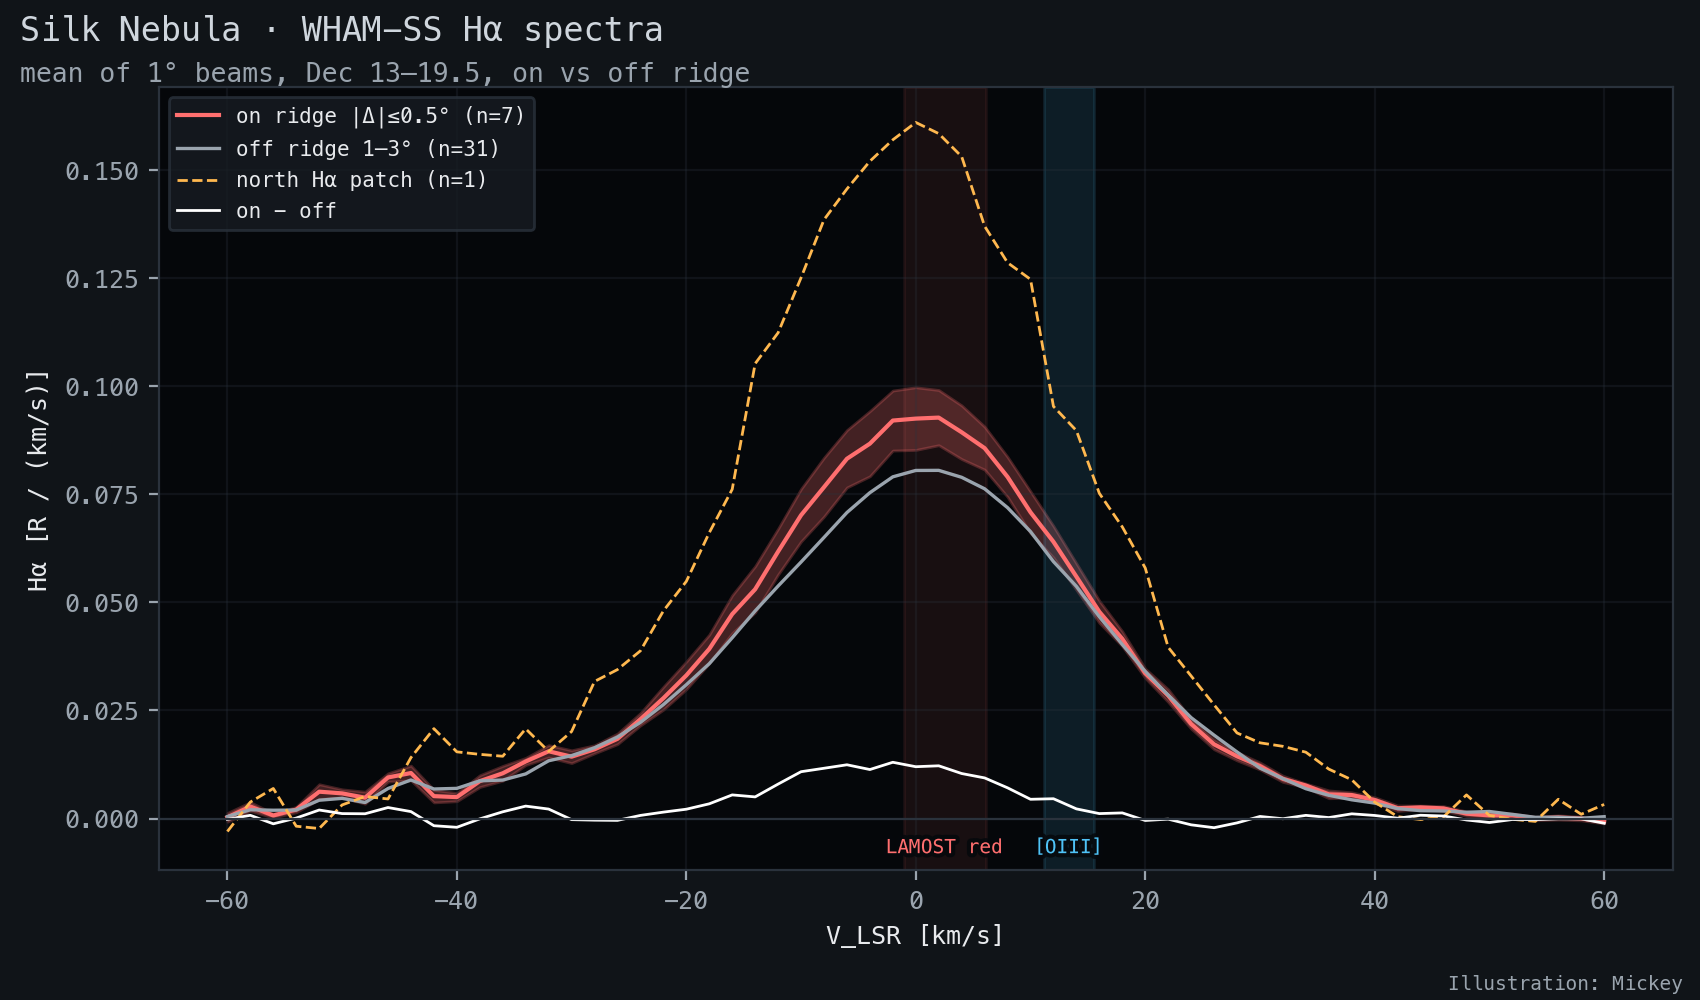 Silk Nebula · WHAM−SS Hα spectra
mean of 1° beams, Dec 13–19.5, on vs off ridge
on ridge |Δ|≤0.5° (n=7)
off ridge 1–3° (n=31)
north Hα patch (n=1)
on − off
0.150
0.125
0.100
0.075
0.050
0.025
0.000
Hα [R / (km/s)]
LAMOST red
[OIII]
−60
−40
−20
0
20
40
60
V_LSR [km/s]
Illustration: Mickey